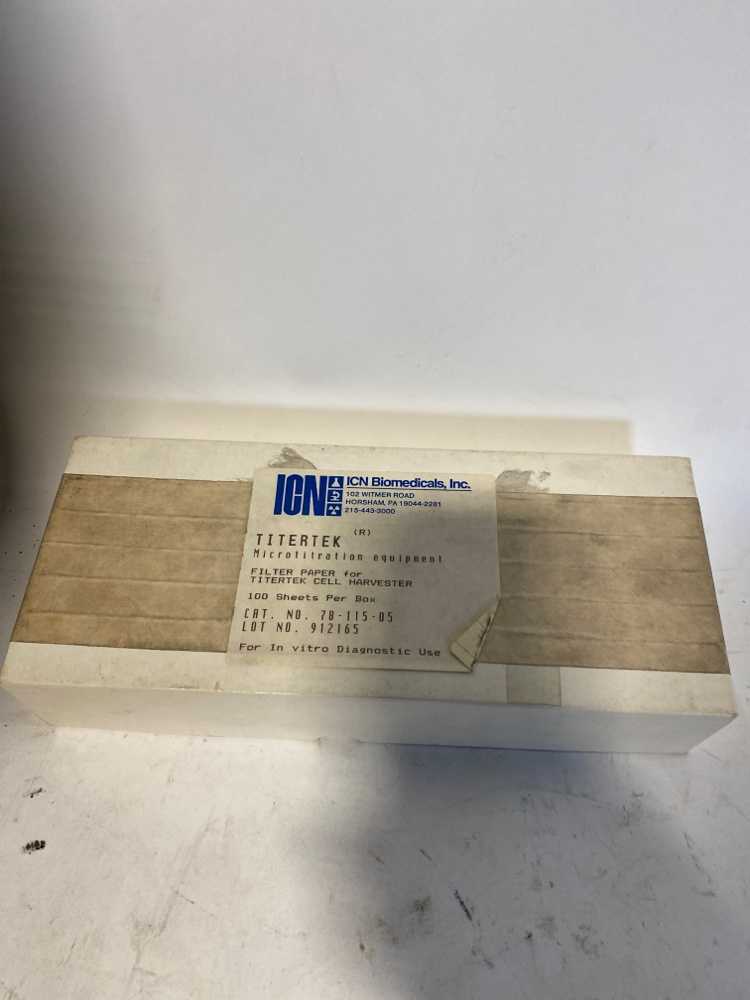 ICN
ICN Biomedicals, Inc.
102 WITMER ROAD
HORSHAM, PA 19044-2281
215-443-3000
TITERTEK (R)
Microtitration equipment
FILTER PAPER for
TITERTEK CELL HARVESTER
100 Sheets Per Box
CAT. NO. 78-115-05
LOT NO. 912165
For In vitro Diagnostic Use